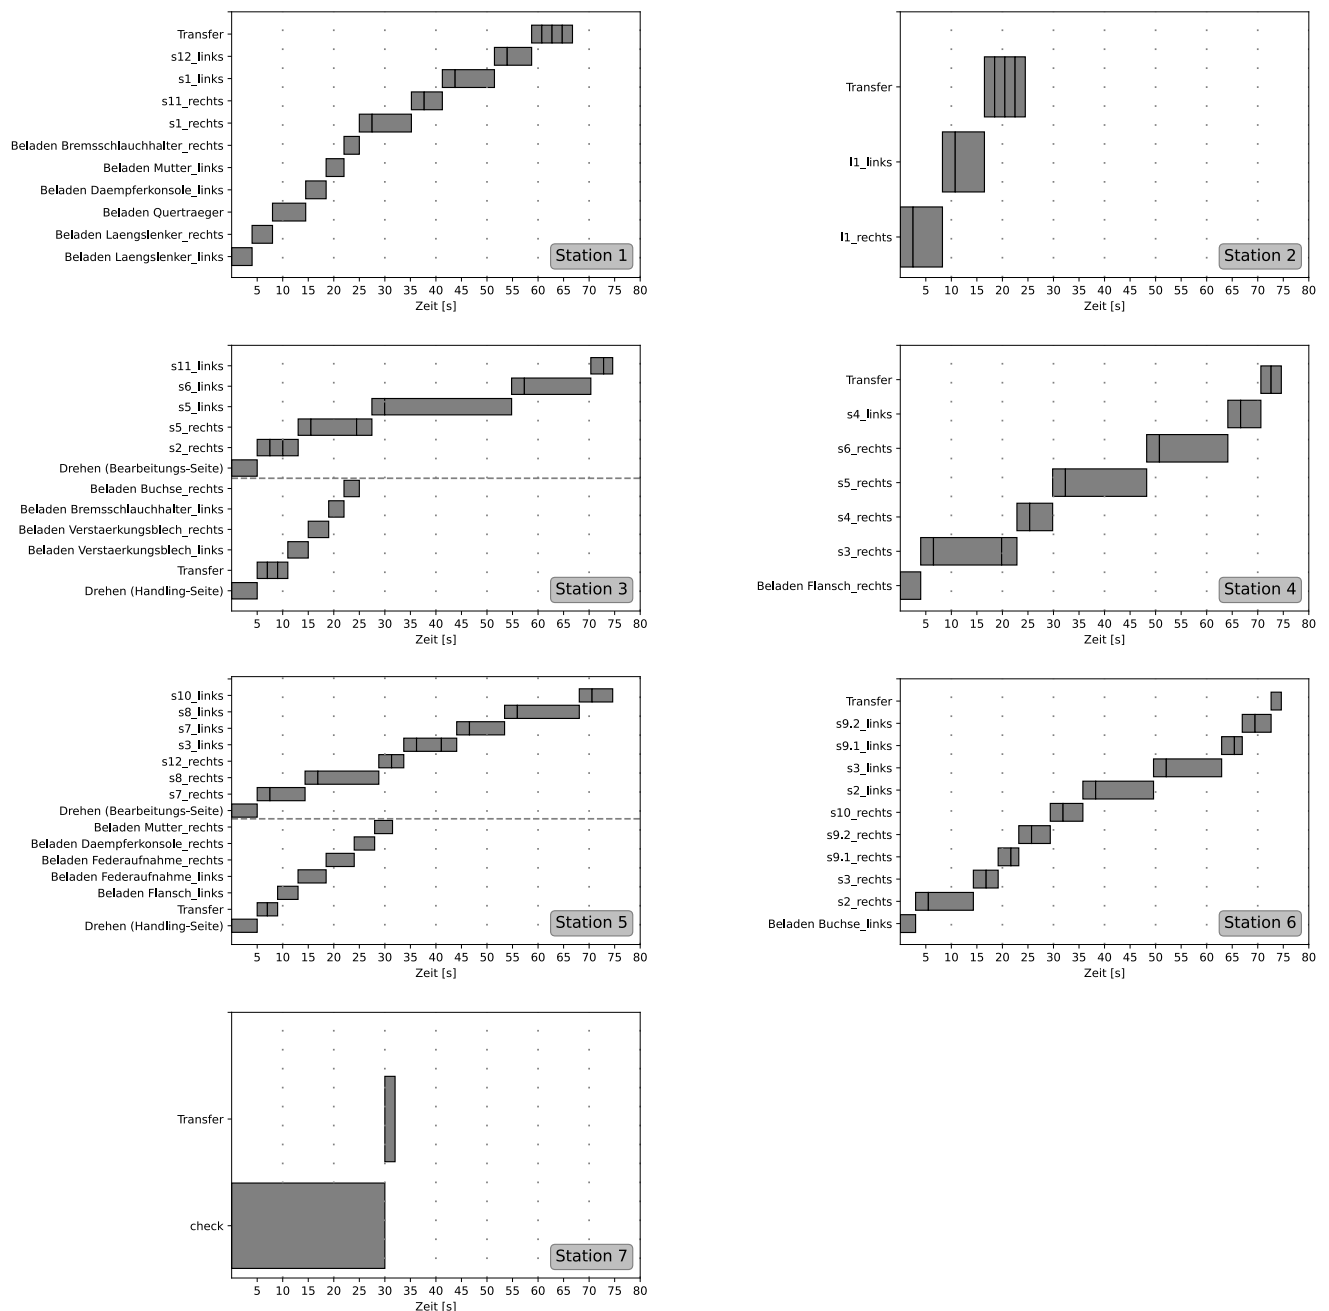 Transfer
s12_links
s1_links
s11_rechts
s1_rechts
Beladen Bremsschlauchhalter_rechts
Beladen Mutter_links
Beladen Daempferkonsole_links
Beladen Quertraeger
Beladen Laengslenker_rechts
Beladen Laengslenker_links
Station 1
5 10 15 20 25 30 35 40 45 50 55 60 65 70 75 80
Zeit [s]
Transfer
l1_links
l1_rechts
Station 2
5 10 15 20 25 30 35 40 45 50 55 60 65 70 75 80
Zeit [s]
s11_links
s6_links
s5_links
s5_rechts
s2_rechts
Drehen (Bearbeitungs-Seite)
Beladen Buchse_rechts
Beladen Bremsschlauchhalter_links
Beladen Verstaerkungsblech_rechts
Beladen Verstaerkungsblech_links
Transfer
Drehen (Handling-Seite)
Station 3
5 10 15 20 25 30 35 40 45 50 55 60 65 70 75 80
Zeit [s]
Transfer
s4_links
s6_rechts
s5_rechts
s4_rechts
s3_rechts
Beladen Flansch_rechts
Station 4
5 10 15 20 25 30 35 40 45 50 55 60 65 70 75 80
Zeit [s]
s10_links
s8_links
s7_links
s3_links
s12_rechts
s8_rechts
s7_rechts
Drehen (Bearbeitungs-Seite)
Beladen Mutter_rechts
Beladen Daempferkonsole_rechts
Beladen Federaufnahme_rechts
Beladen Federaufnahme_links
Beladen Flansch_links
Transfer
Drehen (Handling-Seite)
Station 5
5 10 15 20 25 30 35 40 45 50 55 60 65 70 75 80
Zeit [s]
Transfer
s9.2_links
s9.1_links
s3_links
s2_links
s10_rechts
s9.2_rechts
s9.1_rechts
s3_rechts
s2_rechts
Beladen Buchse_links
Station 6
5 10 15 20 25 30 35 40 45 50 55 60 65 70 75 80
Zeit [s]
Transfer
check
Station 7
5 10 15 20 25 30 35 40 45 50 55 60 65 70 75 80
Zeit [s]